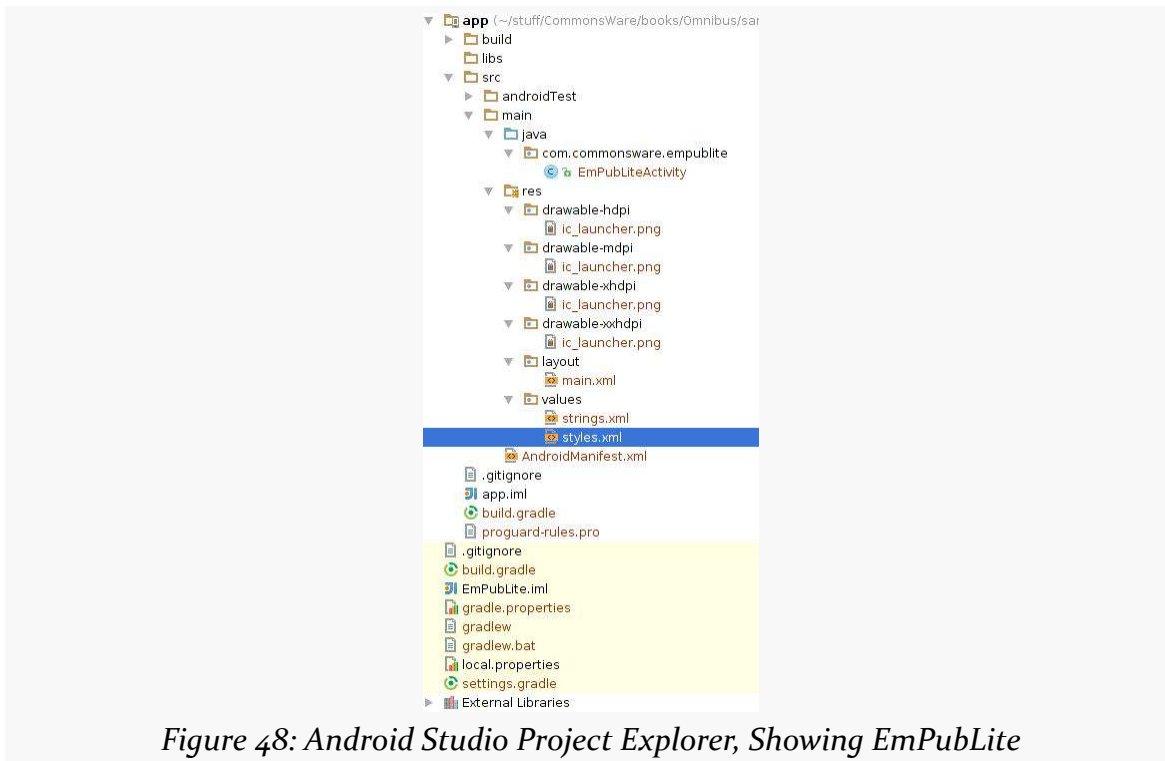 app (~/stuff/CommonsWare/books/Omnibus/sar
build
libs
src
androidTest
main
java
com.commonsware.empublite
EmPubLiteActivity
res
drawable-hdpi
ic_launcher.png
drawable-mdpi
ic_launcher.png
drawable-xhdpi
ic_launcher.png
drawable-xxhdpi
ic_launcher.png
layout
main.xml
values
strings.xml
styles.xml
AndroidManifest.xml
.gitignore
app.iml
build.gradle
proguard-rules.pro
.gitignore
build.gradle
EmPubLite.iml
gradle.properties
gradlew
gradlew.bat
local.properties
settings.gradle
External Libraries
Figure 48: Android Studio Project Explorer, Showing EmPubLite